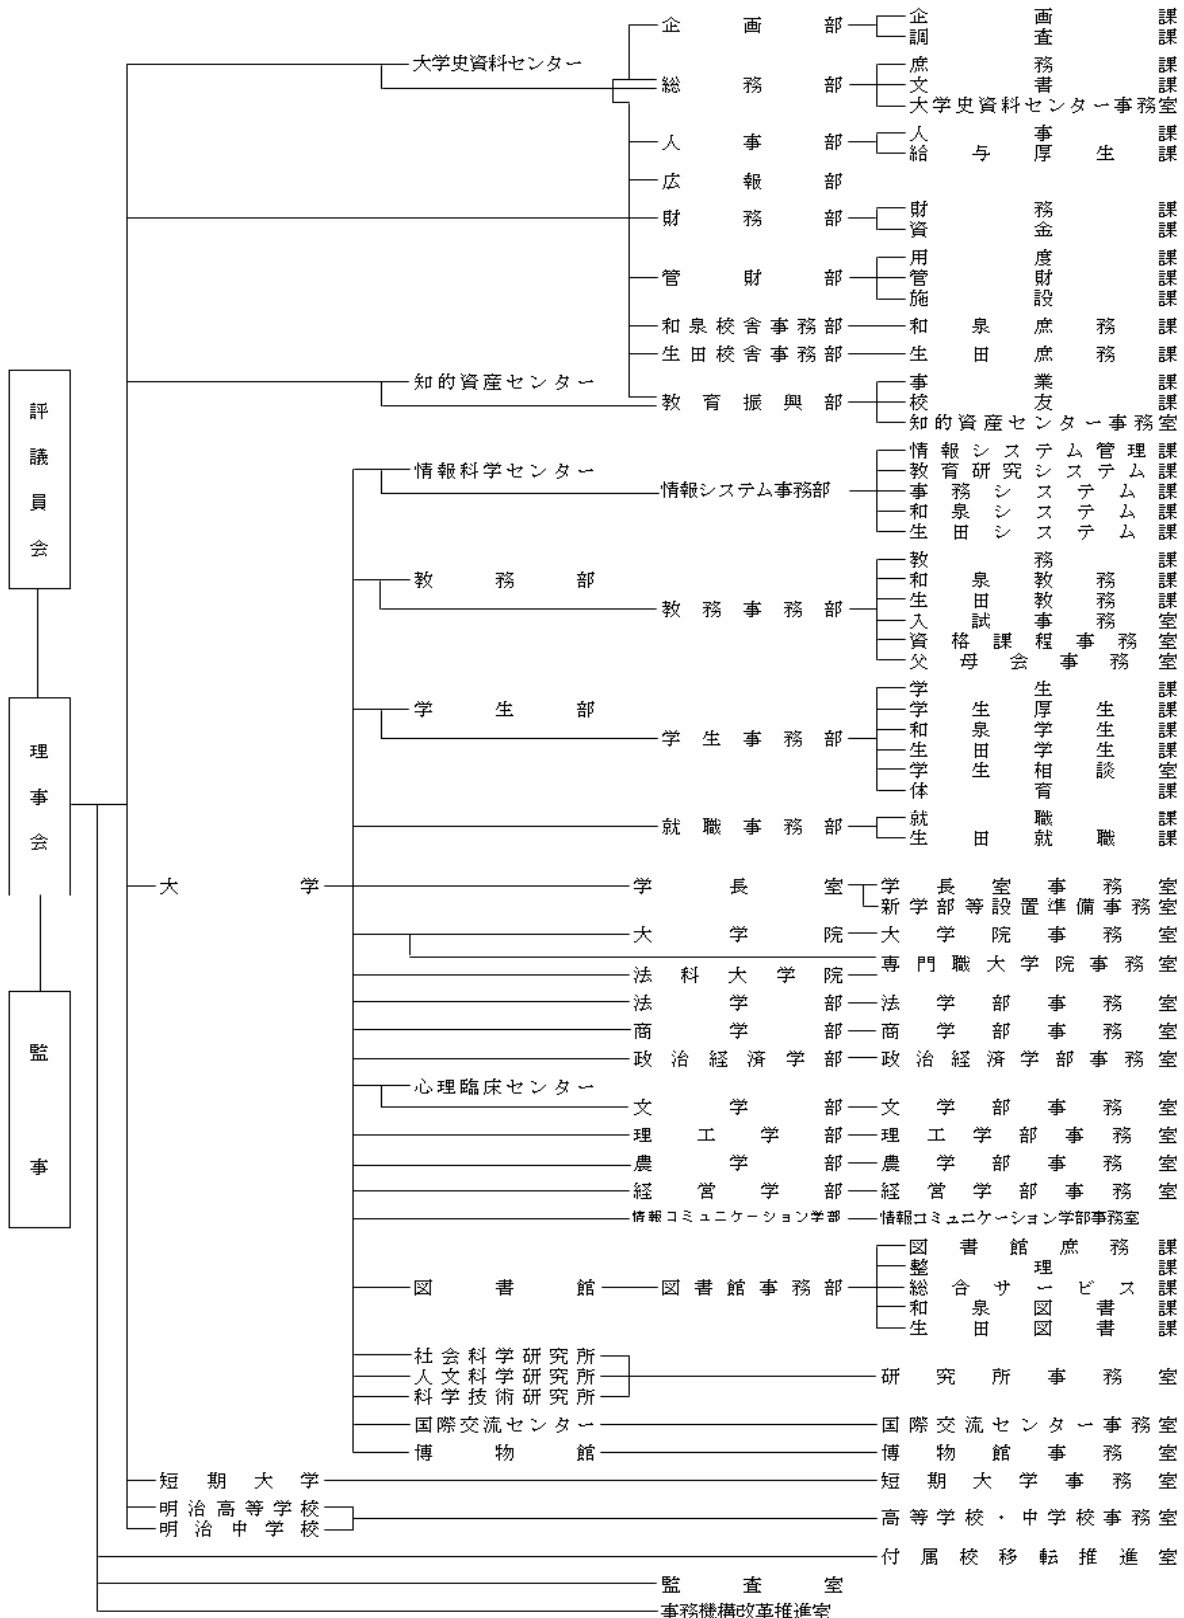 企画部 企画課
調査課
大学史資料センター
総務部 庶務課
文書課
大学史資料センター事務室
人事部 人事課
給与厚生課
広報部
財務部 財務課
資金課
管財部 用度課
管財課
施設課
和泉校舎事務部 和泉庶務課
生田校舎事務部 生田庶務課
知的資産センター
教育振興部 事業課
校友課
知的資産センター事務室
評議員会
情報科学センター
情報システム事務部 情報システム管理課
教育研究システム課
事務システム課
和泉システム課
生田システム課
教務部
教務事務部 教務課
和泉教務課
生田教務課
入試事務室
資格課程事務室
父母会事務室
理事会
学生部
学生事務部 学生課
学生厚生課
和泉学生課
生田学生課
学生相談室
体育課
就職事務部 就職課
生田就職課
大学
学長室 学長室事務室
新学部等設置準備事務室
大学院 大学院事務室
専門職大学院事務室
法科大学院
法学部 法学部事務室
商学部 商学部事務室
政治経済学部 政治経済学部事務室
監事
心理臨床センター
文学部 文学部事務室
理工学部 理工学部事務室
農学部 農学部事務室
経営学部 経営学部事務室
情報コミュニケーション学部 情報コミュニケーション学部事務室
図書館 図書館事務部 図書館庶務課
整理課
総合サービス課
和泉図書課
生田図書課
社会科学研究所
人文科学研究所 研究所事務室
科学技術研究所
国際交流センター 国際交流センター事務室
博物館 博物館事務室
短期大学 短期大学事務室
明治高等学校
明治中学校
高等学校・中学校事務室
付属校移転推進室
監査室
事務機構改革推進室